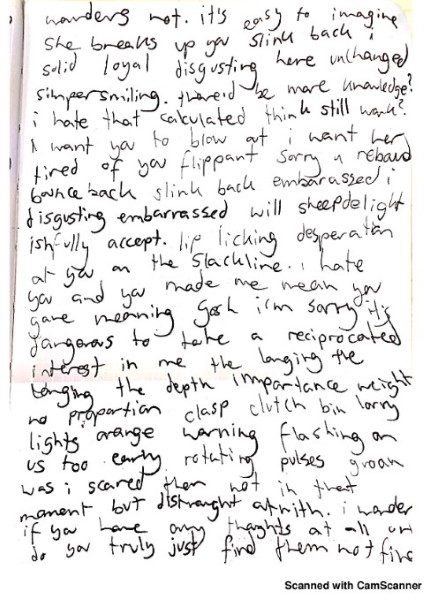 wanders not. it's easy to imagine
she breaks up you slink back i
solid loyal disgusting here unchanged
simpersmiling. there'd be more knowledge?
i hate that calculated think still want?
i want you to blow out i want her
tired of you flippant sorry a rebound
bounce back slink back embarassed i
disgusting embarrassed will sheepdelight
ishfully accept. lip licking desperation
at you on the slackline. i hate
you and you made me mean you
gave meaning gosh i'm sorry it's
dangerous to take a reciprocated
interest in me the longing the
longing the depth importance weight
no proportion clasp clutch bin lorry
lights orange warning flashing on
us too early rotating pulses groan
was i scared then not in that
moment but distraught at/with. i wonder
if you have any thoughts at all or
do you truly just find them not fine
Scanned with CamScanner